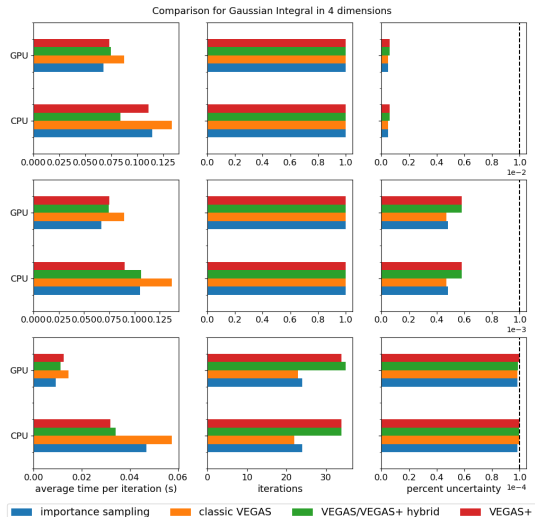 Comparison for Gaussian Integral in 4 dimensions
GPU
CPU
0.000 0.025 0.050 0.075 0.100 0.125
0.0 0.2 0.4 0.6 0.8 1.0
0.0 0.2 0.4 0.6 0.8 1.0
1e-2
GPU
CPU
0.000 0.025 0.050 0.075 0.100 0.125
0.0 0.2 0.4 0.6 0.8 1.0
0.0 0.2 0.4 0.6 0.8 1.0
1e-3
GPU
CPU
0.00 0.02 0.04 0.06
0 10 20 30
0.0 0.2 0.4 0.6 0.8 1.0
average time per iteration (s)
iterations
percent uncertainty
1e-4
importance sampling classic VEGAS VEGAS/VEGAS+ hybrid VEGAS+